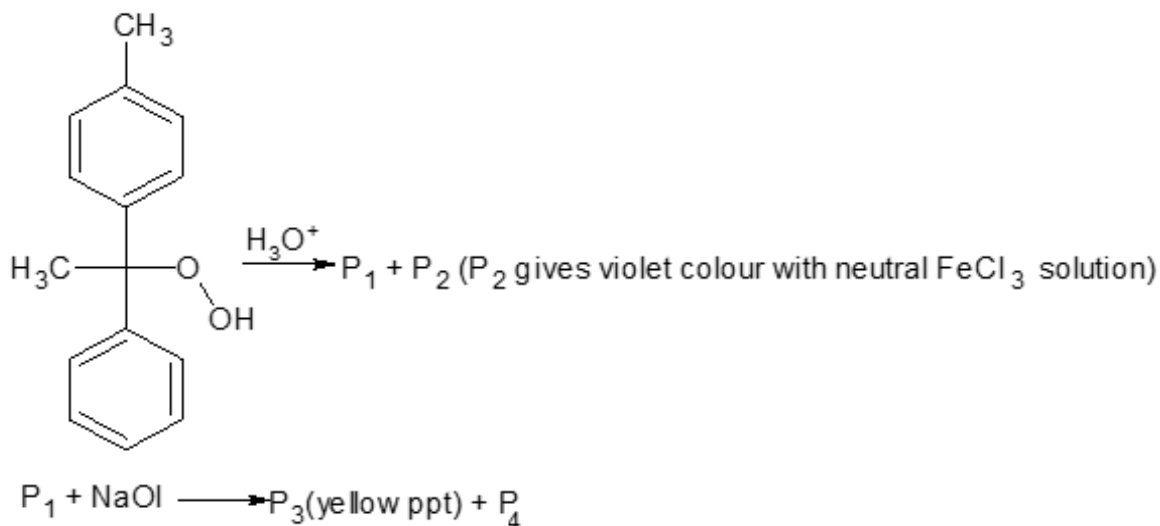 CH₃
H₃C
O
OH
H₃O⁺
P₁ + P₂ (P₂ gives violet colour with neutral FeCl₃ solution)
P₁ + NaOI P₃(yellow ppt) + P₄